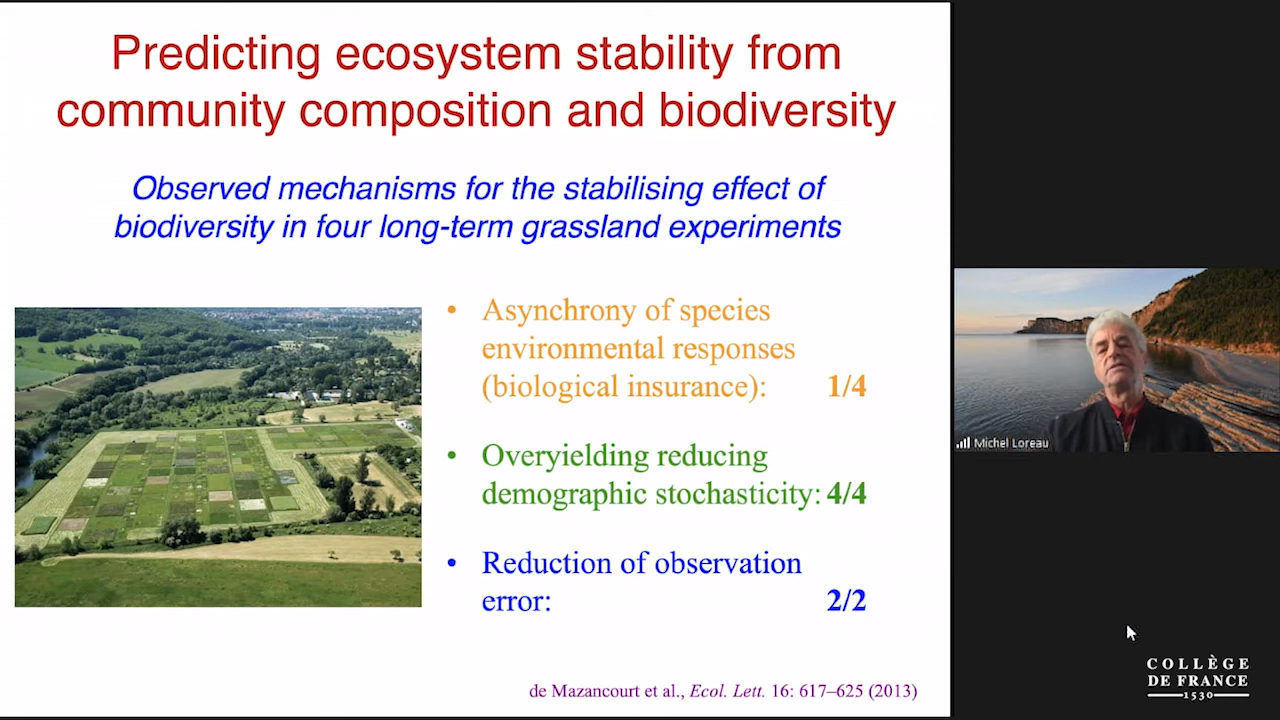 Predicting ecosystem stability from
community composition and biodiversity
Observed mechanisms for the stabilising effect of
biodiversity in four long-term grassland experiments
• Asynchrony of species
environmental responses
(biological insurance): 1/4
• Overyielding reducing
demographic stochasticity: 4/4
• Reduction of observation
error: 2/2
de Mazancourt et al., Ecol. Lett. 16: 617–625 (2013)
Michel Loreau
COLLÈGE
DE FRANCE
1530